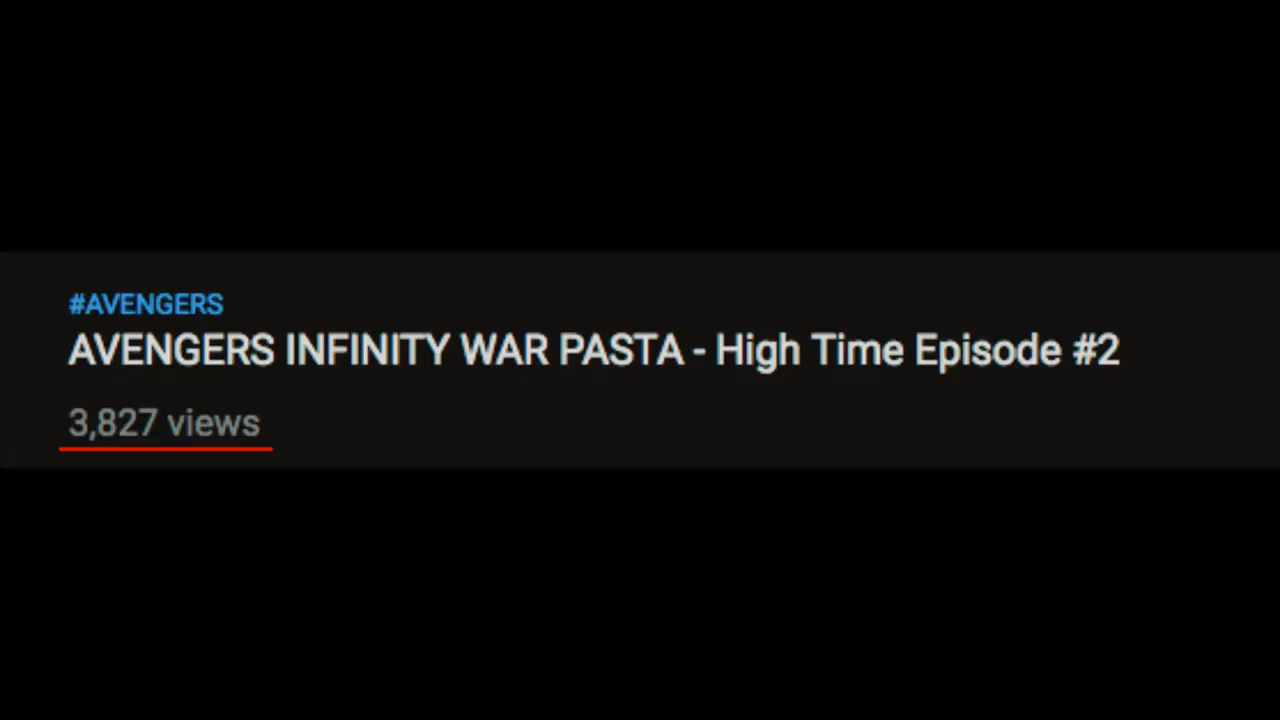 #AVENGERS
AVENGERS INFINITY WAR PASTA - High Time Episode #2
3,827 views